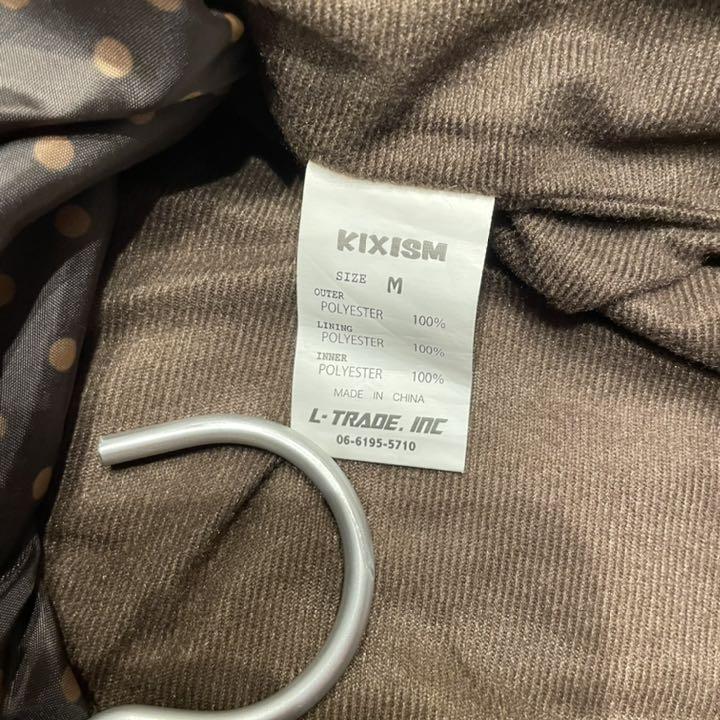 KIXISM
SIZE M
OUTER
POLYESTER 100%
LINING
POLYESTER 100%
INNER
POLYESTER 100%
MADE IN CHINA
L-TRADE. INC
06-6195-5710